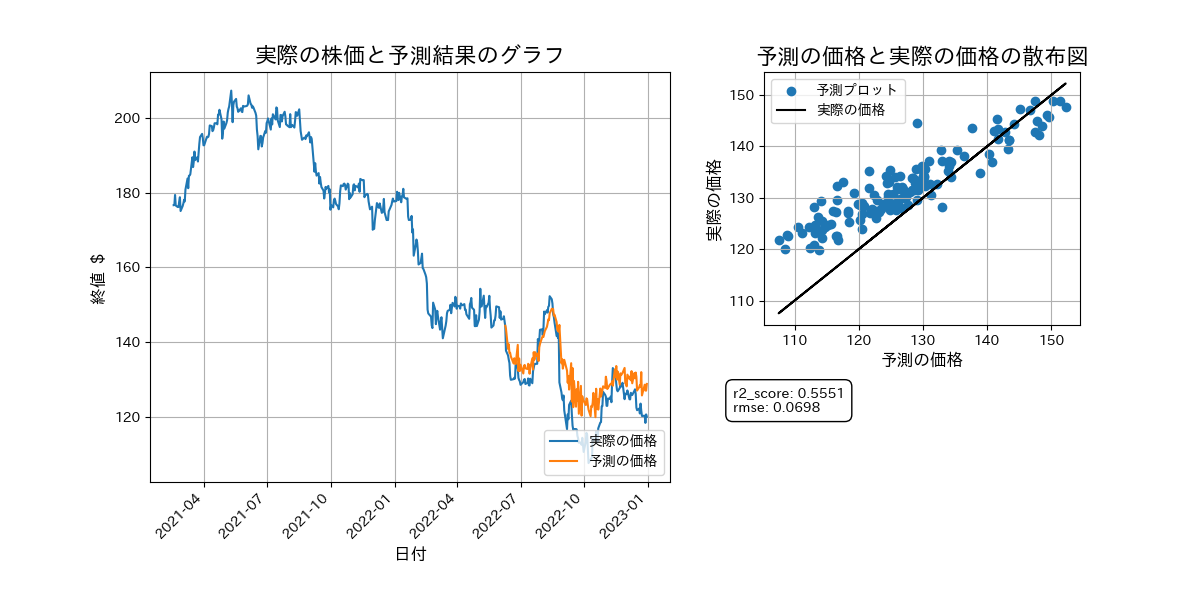 実際の株価と予測結果のグラフ
終値 $
200
180
160
140
120
2021-04
2021-07
2021-10
2022-01
2022-04
2022-07
2022-10
2023-01
日付
実際の価格
予測の価格
予測の価格と実際の価格の散布図
実際の価格
150
140
130
120
110
予測プロット
実際の価格
110
120
130
140
150
予測の価格
r2_score: 0.5551
rmse: 0.0698